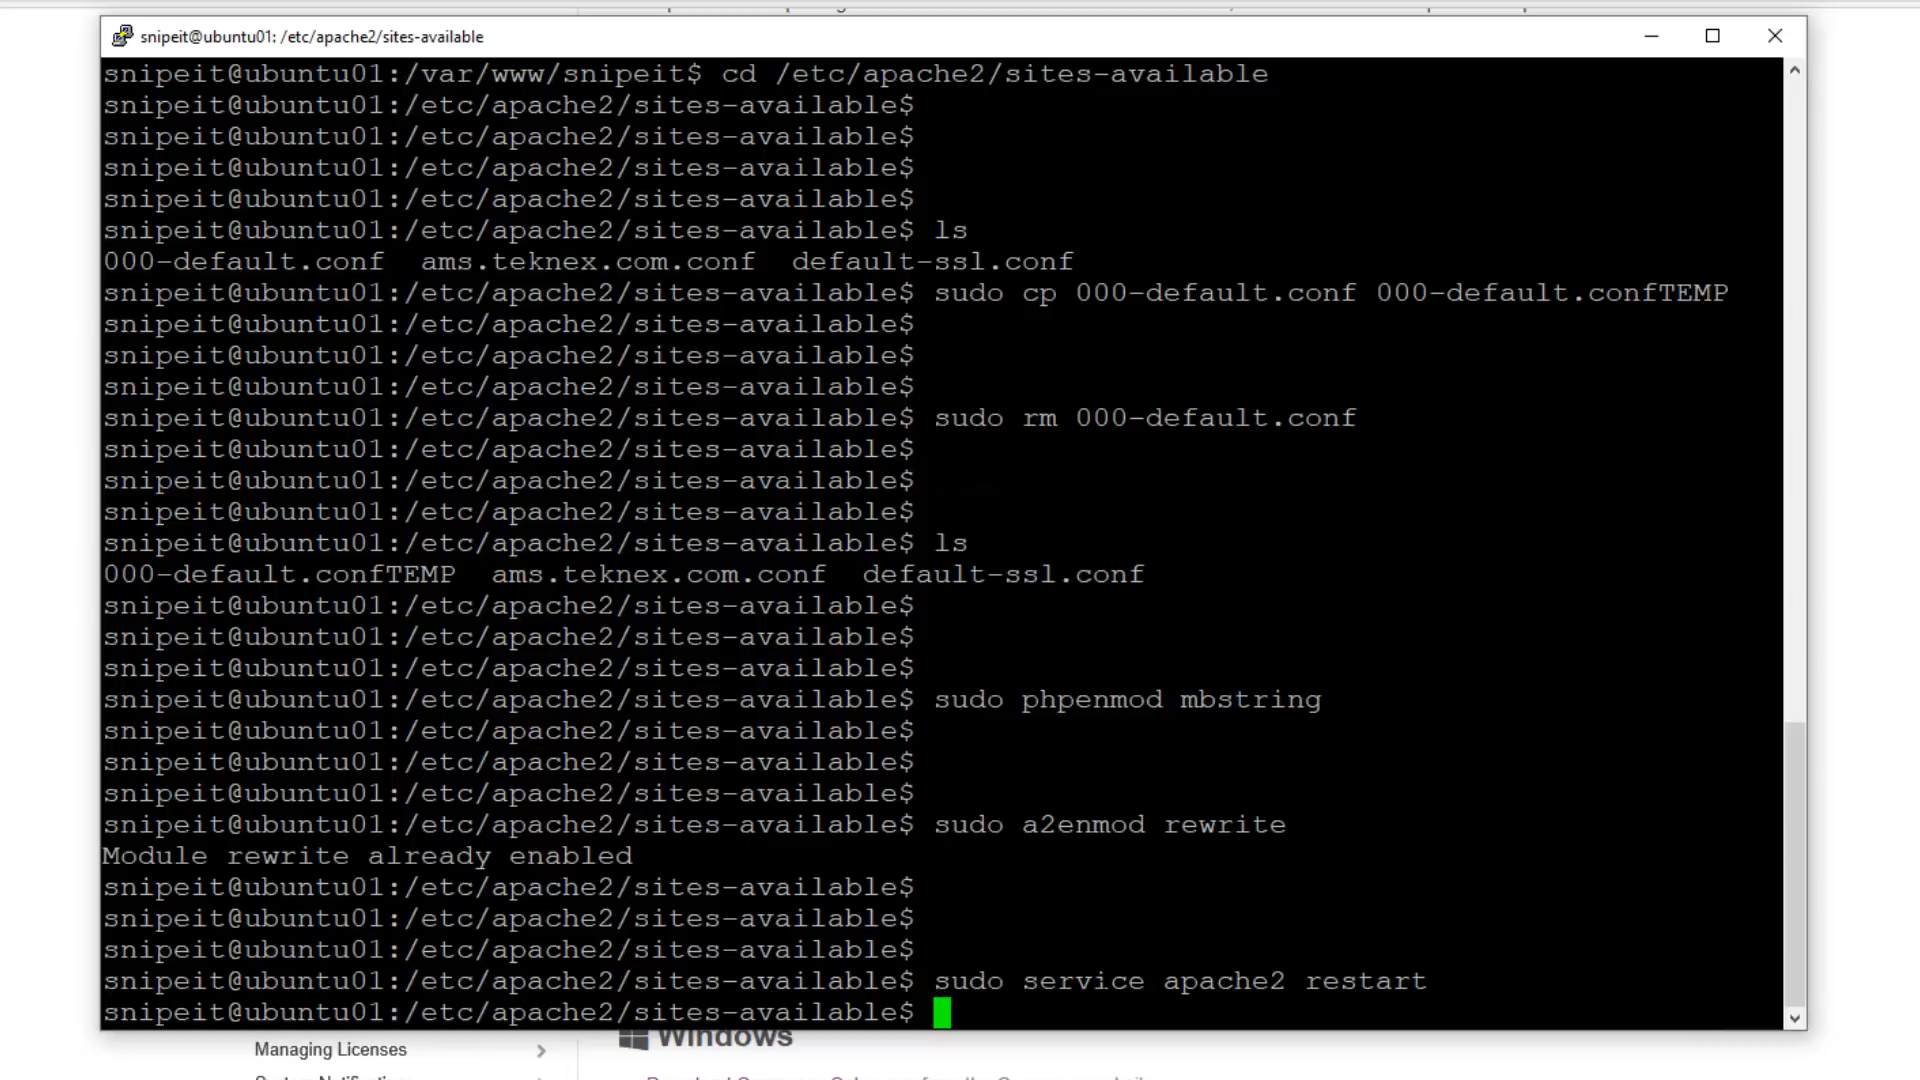 snipeit@ubuntu01: /etc/apache2/sites-available
snipeit@ubuntu01:/var/www/snipeit$ cd /etc/apache2/sites-available
snipeit@ubuntu01:/etc/apache2/sites-available$
snipeit@ubuntu01:/etc/apache2/sites-available$
snipeit@ubuntu01:/etc/apache2/sites-available$
snipeit@ubuntu01:/etc/apache2/sites-available$
snipeit@ubuntu01:/etc/apache2/sites-available$ ls
000-default.conf  ams.teknex.com.conf  default-ssl.conf
snipeit@ubuntu01:/etc/apache2/sites-available$ sudo cp 000-default.conf 000-default.confTEMP
snipeit@ubuntu01:/etc/apache2/sites-available$
snipeit@ubuntu01:/etc/apache2/sites-available$
snipeit@ubuntu01:/etc/apache2/sites-available$
snipeit@ubuntu01:/etc/apache2/sites-available$ sudo rm 000-default.conf
snipeit@ubuntu01:/etc/apache2/sites-available$
snipeit@ubuntu01:/etc/apache2/sites-available$
snipeit@ubuntu01:/etc/apache2/sites-available$
snipeit@ubuntu01:/etc/apache2/sites-available$ ls
000-default.confTEMP  ams.teknex.com.conf  default-ssl.conf
snipeit@ubuntu01:/etc/apache2/sites-available$
snipeit@ubuntu01:/etc/apache2/sites-available$
snipeit@ubuntu01:/etc/apache2/sites-available$
snipeit@ubuntu01:/etc/apache2/sites-available$ sudo phpenmod mbstring
snipeit@ubuntu01:/etc/apache2/sites-available$
snipeit@ubuntu01:/etc/apache2/sites-available$
snipeit@ubuntu01:/etc/apache2/sites-available$
snipeit@ubuntu01:/etc/apache2/sites-available$ sudo a2enmod rewrite
Module rewrite already enabled
snipeit@ubuntu01:/etc/apache2/sites-available$
snipeit@ubuntu01:/etc/apache2/sites-available$
snipeit@ubuntu01:/etc/apache2/sites-available$
snipeit@ubuntu01:/etc/apache2/sites-available$ sudo service apache2 restart
snipeit@ubuntu01:/etc/apache2/sites-available$
Windows
Managing Licenses